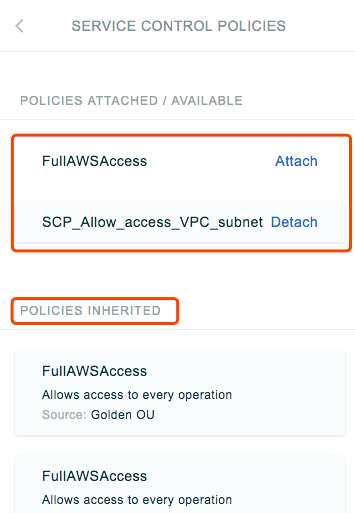 SERVICE CONTROL POLICIES
POLICIES ATTACHED / AVAILABLE
FullAWSAccess Attach
SCP_Allow_access_VPC_subnet Detach
POLICIES INHERITED
FullAWSAccess
Allows access to every operation
Source: Golden OU
FullAWSAccess
Allows access to every operation